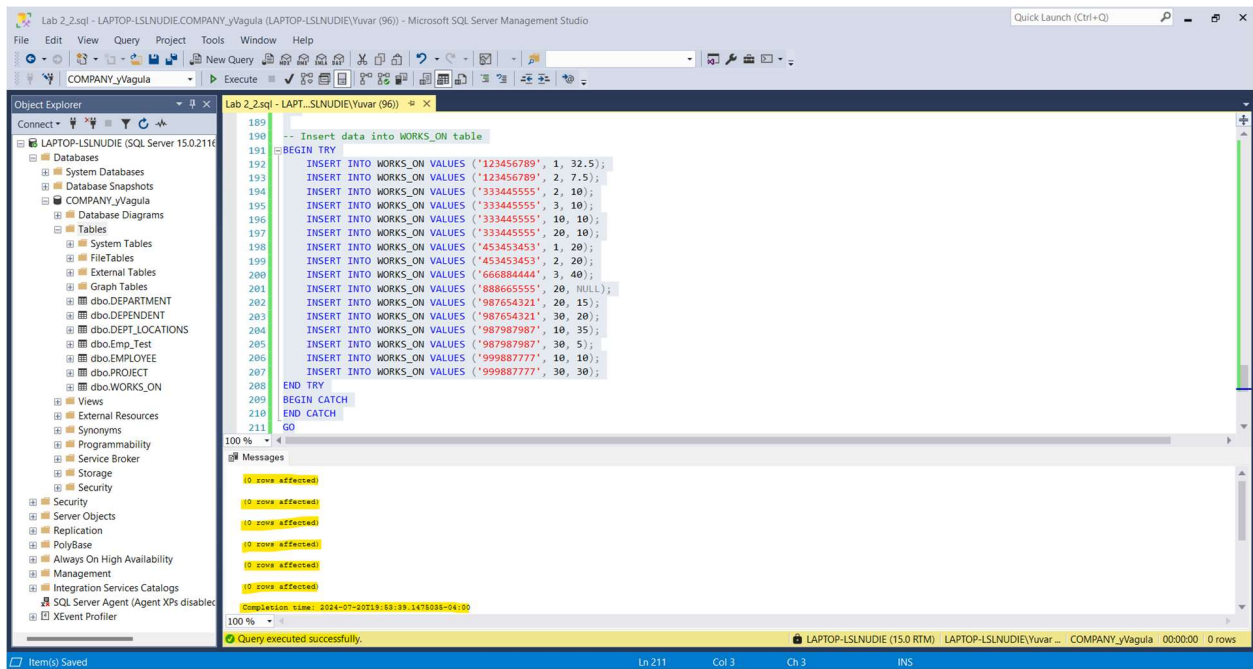 Lab 2_2.sql - LAPTOP-LSLNUDIE.COMPANY_yVagula (LAPTOP-LSLNUDIE\Yuvar (96)) - Microsoft SQL Server Management Studio
Quick Launch (Ctrl+Q)
File Edit View Query Project Tools Window Help
New Query
COMPANY_yVagula
Execute
Object Explorer
Lab 2_2.sql - LAPT...SLNUDIE\Yuvar (96))
Connect
LAPTOP-LSLNUDIE (SQL Server 15.0.2116
Databases
System Databases
Database Snapshots
COMPANY_yVagula
Database Diagrams
Tables
System Tables
FileTables
External Tables
Graph Tables
dbo.DEPARTMENT
dbo.DEPENDENT
dbo.DEPT_LOCATIONS
dbo.Emp_Test
dbo.EMPLOYEE
dbo.PROJECT
dbo.WORKS_ON
Views
External Resources
Synonyms
Programmability
Service Broker
Storage
Security
Security
Server Objects
Replication
PolyBase
Always On High Availability
Management
Integration Services Catalogs
SQL Server Agent (Agent XPs disabled
XEvent Profiler
189
190 -- Insert data into WORKS_ON table
191 BEGIN TRY
192 INSERT INTO WORKS_ON VALUES ('123456789', 1, 32.5);
193 INSERT INTO WORKS_ON VALUES ('123456789', 2, 7.5);
194 INSERT INTO WORKS_ON VALUES ('333445555', 2, 10);
195 INSERT INTO WORKS_ON VALUES ('333445555', 3, 10);
196 INSERT INTO WORKS_ON VALUES ('333445555', 10, 10);
197 INSERT INTO WORKS_ON VALUES ('333445555', 20, 10);
198 INSERT INTO WORKS_ON VALUES ('453453453', 1, 20);
199 INSERT INTO WORKS_ON VALUES ('453453453', 2, 20);
200 INSERT INTO WORKS_ON VALUES ('666884444', 3, 40);
201 INSERT INTO WORKS_ON VALUES ('888665555', 20, NULL);
202 INSERT INTO WORKS_ON VALUES ('987654321', 20, 15);
203 INSERT INTO WORKS_ON VALUES ('987654321', 30, 20);
204 INSERT INTO WORKS_ON VALUES ('987987987', 10, 35);
205 INSERT INTO WORKS_ON VALUES ('987987987', 30, 5);
206 INSERT INTO WORKS_ON VALUES ('999887777', 10, 10);
207 INSERT INTO WORKS_ON VALUES ('999887777', 30, 30);
208 END TRY
209 BEGIN CATCH
210 END CATCH
211 GO
100 %
Messages
(0 rows affected)
(0 rows affected)
(0 rows affected)
(0 rows affected)
(0 rows affected)
(0 rows affected)
Completion time: 2024-07-20T19:53:39.1475035-04:00
100 %
Query executed successfully.
LAPTOP-LSLNUDIE (15.0 RTM) LAPTOP-LSLNUDIE\Yuvar ... COMPANY_yVagula 00:00:00 0 rows
Item(s) Saved Ln 211 Col 3 Ch 3 INS